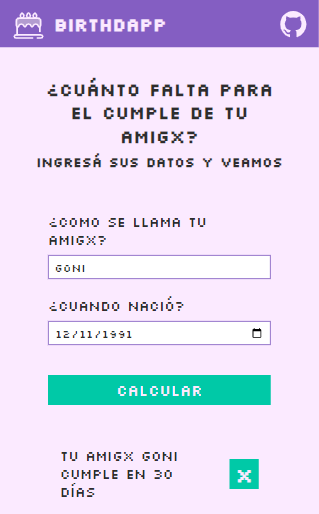 BIRTHDAPP
¿CUÁNTO FALTA PARA
EL CUMPLE DE TU
AMIGX?
INGRESÁ SUS DATOS Y VEAMOS
¿COMO SE LLAMA TU
AMIGX?
GONI
¿CUANDO NACIÓ?
12/11/1991
CALCULAR
TU AMIGX GONI
CUMPLE EN 30
DÍAS
X